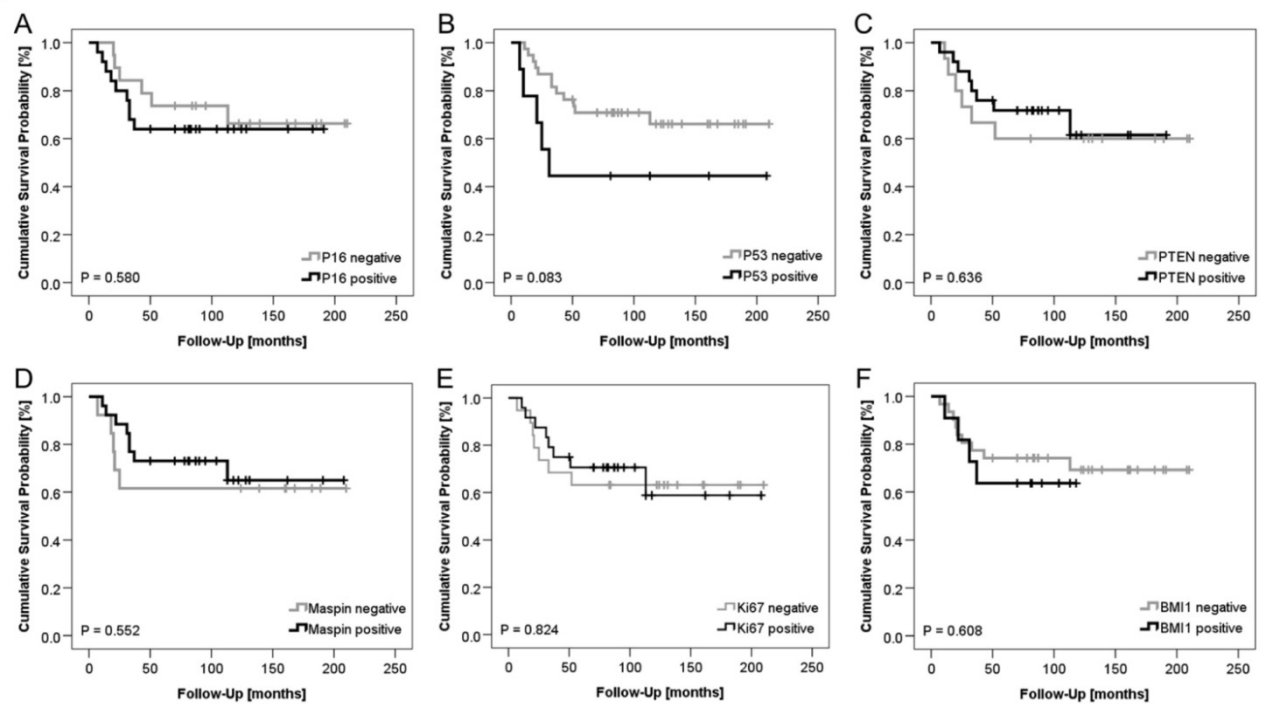 A
Cumulative Survival Probability [%]
1.0
0.8
0.6
0.4
0.2
0.0
P16 negative
P16 positive
P = 0.580
0 50 100 150 200 250
Follow-Up [months]
B
Cumulative Survival Probability [%]
1.0
0.8
0.6
0.4
0.2
0.0
P53 negative
P53 positive
P = 0.083
0 50 100 150 200 250
Follow-Up [months]
C
Cumulative Survival Probability [%]
1.0
0.8
0.6
0.4
0.2
0.0
PTEN negative
PTEN positive
P = 0.636
0 50 100 150 200 250
Follow-Up [months]
D
Cumulative Survival Probability [%]
1.0
0.8
0.6
0.4
0.2
0.0
Maspin negative
Maspin positive
P = 0.552
0 50 100 150 200 250
Follow-Up [months]
E
Cumulative Survival Probability [%]
1.0
0.8
0.6
0.4
0.2
0.0
Ki67 negative
Ki67 positive
P = 0.824
0 50 100 150 200 250
Follow-Up [months]
F
Cumulative Survival Probability [%]
1.0
0.8
0.6
0.4
0.2
0.0
BMI1 negative
BMI1 positive
P = 0.608
0 50 100 150 200 250
Follow-Up [months]